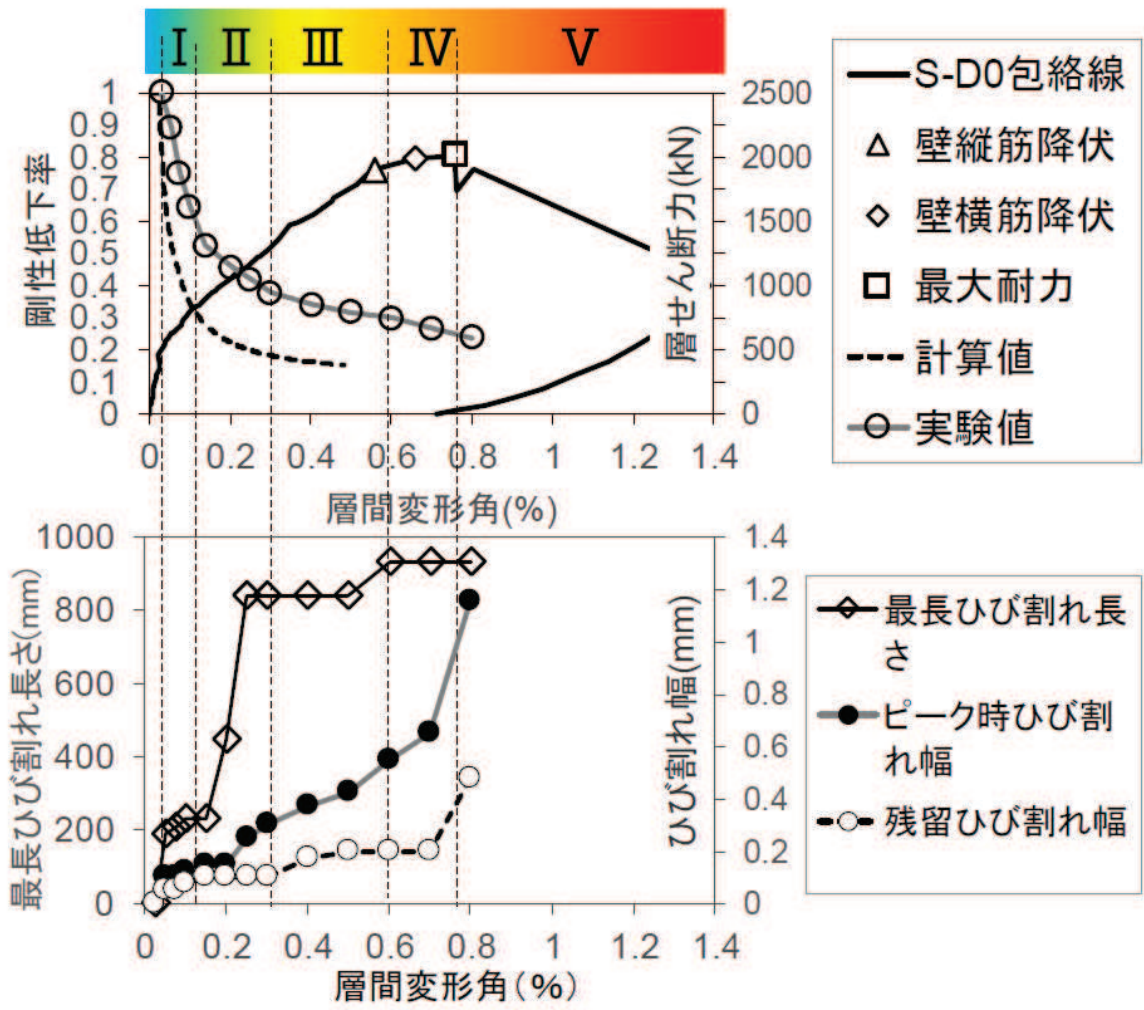 Ⅰ Ⅱ Ⅲ Ⅳ Ⅴ
剛性低下率
1
0.9
0.8
0.7
0.6
0.5
0.4
0.3
0.2
0.1
0
層せん断力(kN)
2500
2000
1500
1000
500
0
0 0.2 0.4 0.6 0.8 1 1.2 1.4
層間変形角(%)
S-D0包絡線
壁縦筋降伏
壁横筋降伏
最大耐力
計算値
実験値
最長ひび割れ長さ(mm)
1000
800
600
400
200
0
ひび割れ幅(mm)
1.4
1.2
1
0.8
0.6
0.4
0.2
0
0 0.2 0.4 0.6 0.8 1 1.2 1.4
層間変形角(%)
最長ひび割れ長
さ
ピーク時ひび割
れ幅
残留ひび割れ幅